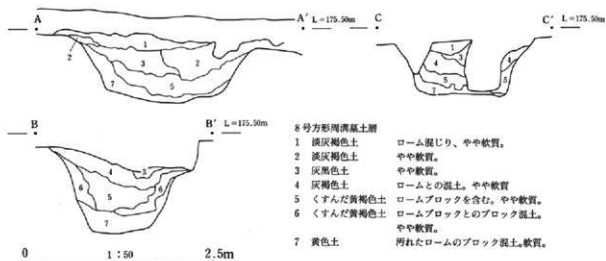 A A′ L=175.50m
C C′ L=175.50m
1
2
3 2
5
7
1
3
4 4
5 5
7
B B′ L=175.50m
4 3
6 5 6
7
0 1:50 2.5m
8号方形周溝墓土層
1 淡灰褐色土 ローム混じり、やや軟質。
2 淡灰褐色土 やや軟質。
3 灰黒色土 やや軟質。
4 灰褐色土 ロームとの混土。やや軟質
5 くすんだ黄褐色土 ロームブロックを含む。やや軟質。
6 くすんだ黄褐色土 ロームブロックとのブロック混土。
やや軟質。
7 黄色土 汚れたロームのブロック混土。軟質。